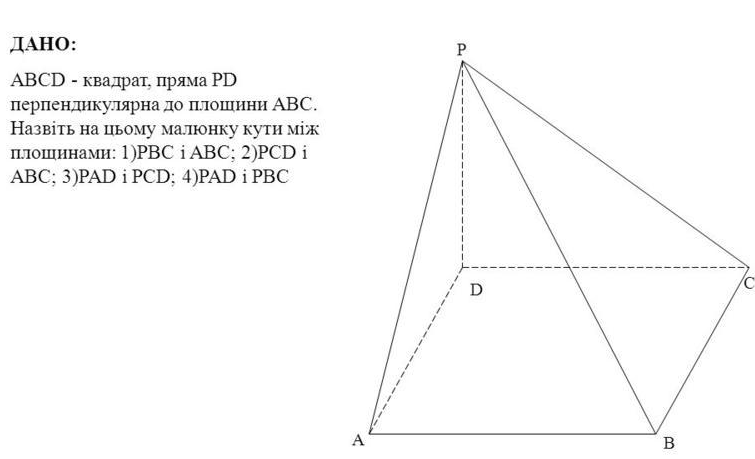 ДАНО:
ABCD - квадрат, пряма PD
перпендикулярна до площини ABC.
Назвіть на цьому малюнку кути між
площинами: 1)PBC і ABC; 2)PCD і
ABC; 3)PAD і PCD; 4)PAD і PBC
P
D
C
A
B